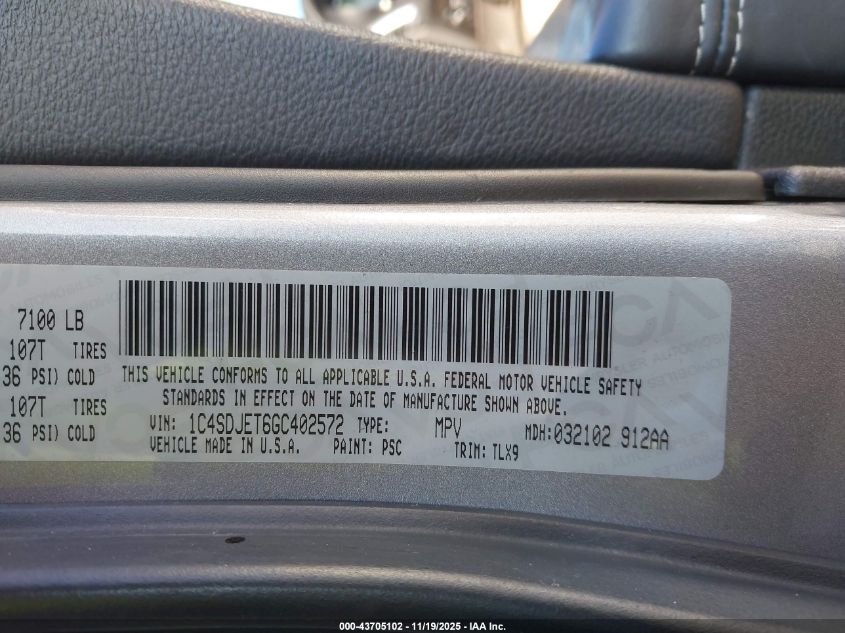 7100 LB
107T TIRES
36 PSI) COLD
107T TIRES
36 PSI) COLD
THIS VEHICLE CONFORMS TO ALL APPLICABLE U.S.A. FEDERAL MOTOR VEHICLE SAFETY
STANDARDS IN EFFECT ON THE DATE OF MANUFACTURE SHOWN ABOVE.
VIN: 1C4SDJET6GC402572 TYPE: MPV MDH:032102 912AA
VEHICLE MADE IN U.S.A. PAINT: PSC TRIM: TLX9
000-43705102 - 11/19/2025 - IAA Inc.